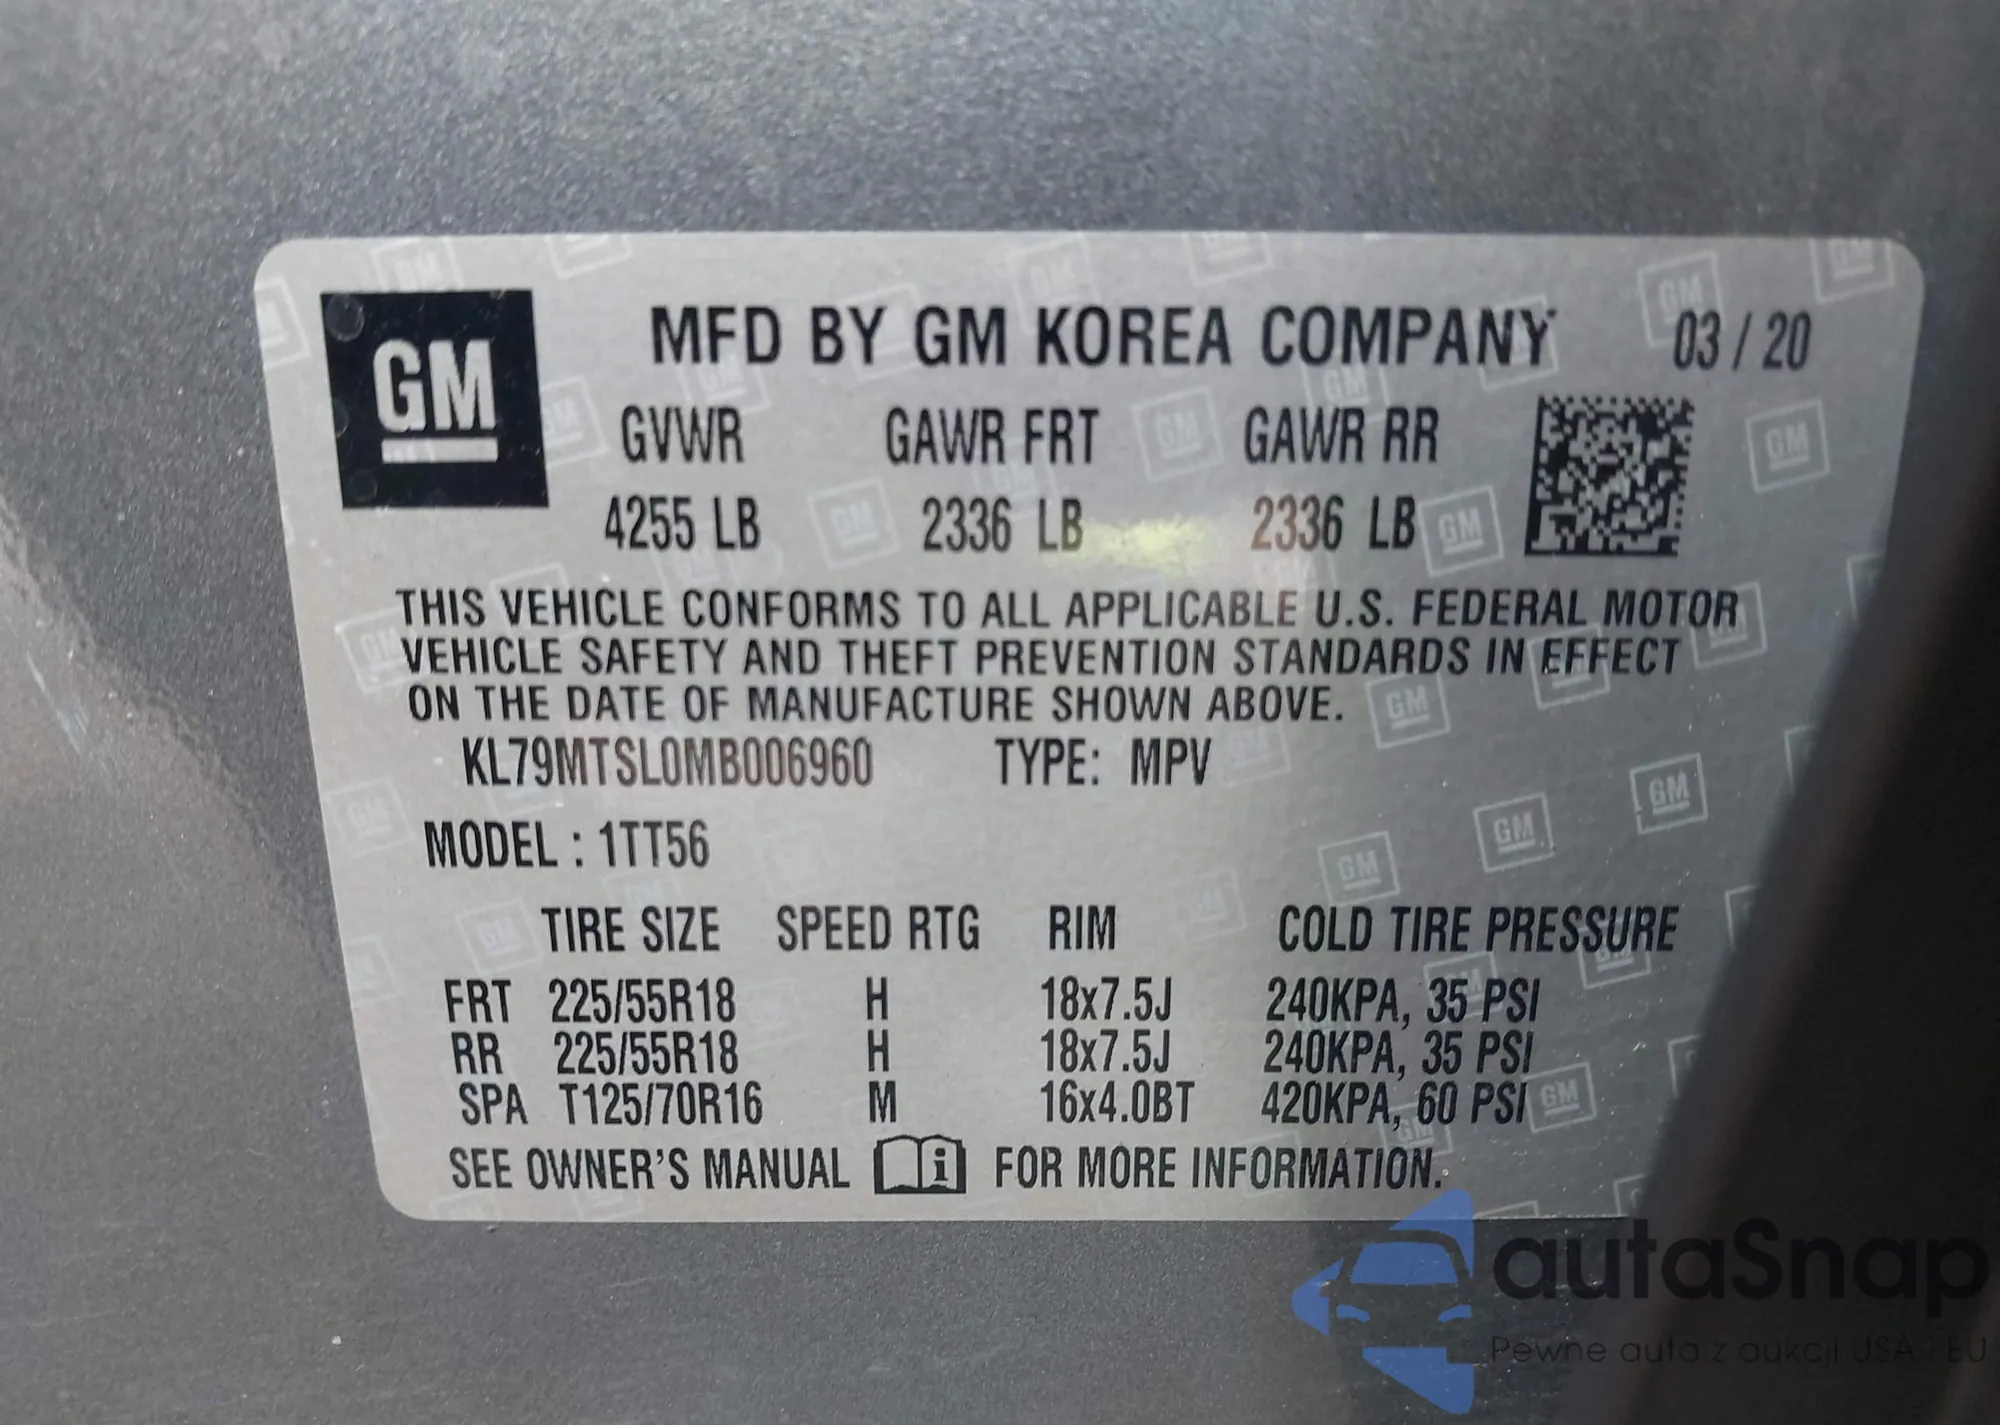 GM
MFD BY GM KOREA COMPANY 03 / 20
GVWR GAWR FRT GAWR RR
4255 LB 2336 LB 2336 LB
THIS VEHICLE CONFORMS TO ALL APPLICABLE U.S. FEDERAL MOTOR
VEHICLE SAFETY AND THEFT PREVENTION STANDARDS IN EFFECT
ON THE DATE OF MANUFACTURE SHOWN ABOVE.
KL79MTSL0MB006960 TYPE: MPV
MODEL : 1TT56
TIRE SIZE SPEED RTG RIM COLD TIRE PRESSURE
FRT 225/55R18 H 18x7.5J 240KPA, 35 PSI
RR 225/55R18 H 18x7.5J 240KPA, 35 PSI
SPA T125/70R16 M 16x4.0BT 420KPA, 60 PSI
SEE OWNER'S MANUAL i FOR MORE INFORMATION.
autaSnap
Pewne auta z aukcji USA i EU